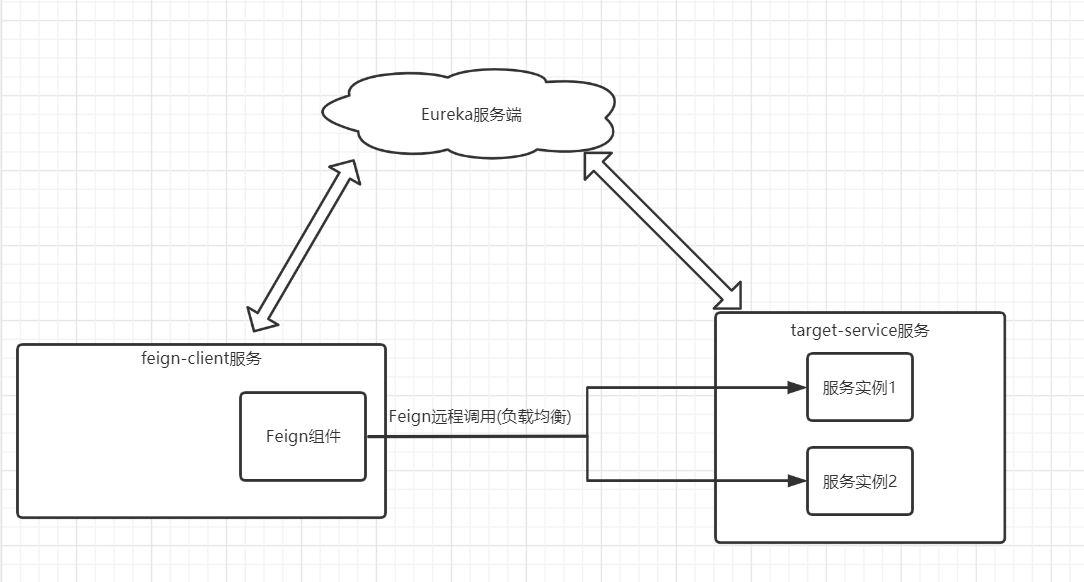 Eureka服务端
feign-client服务
target-service服务
Feign组件
Feign远程调用(负载均衡)
服务实例1
服务实例2